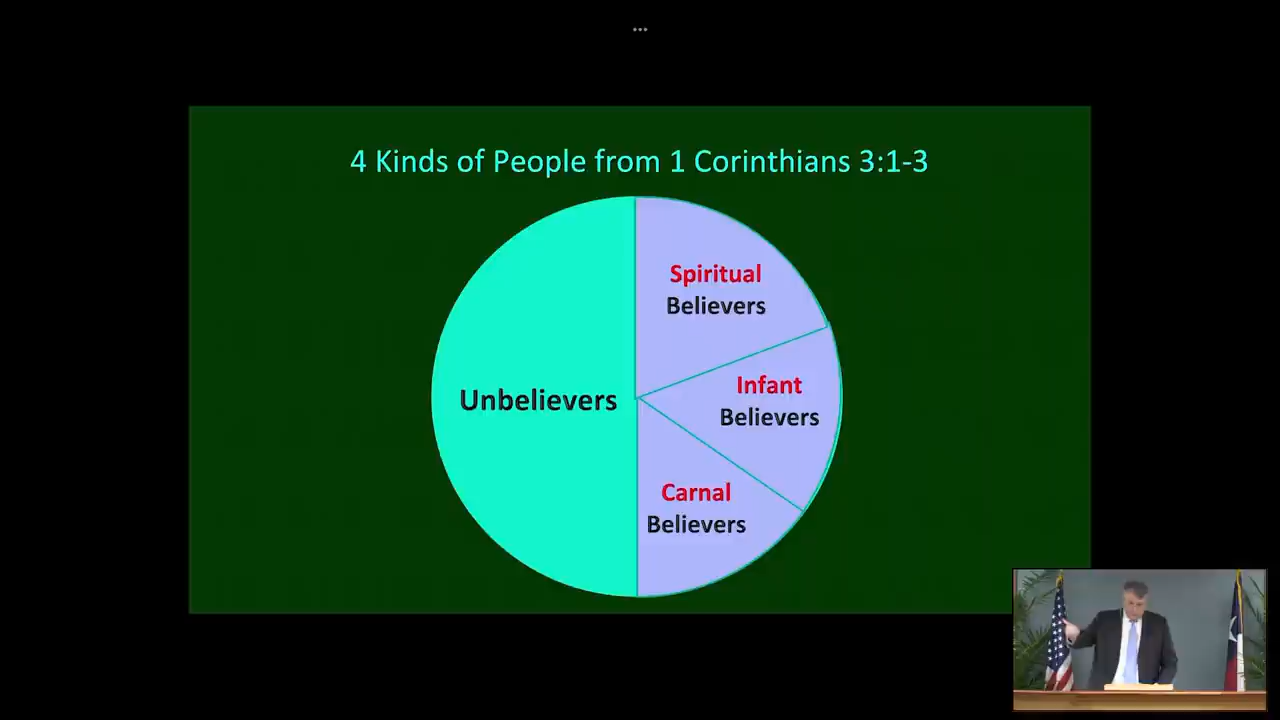 4 Kinds of People from 1 Corinthians 3:1-3
Spiritual
Believers
Infant
Believers
Unbelievers
Carnal
Believers